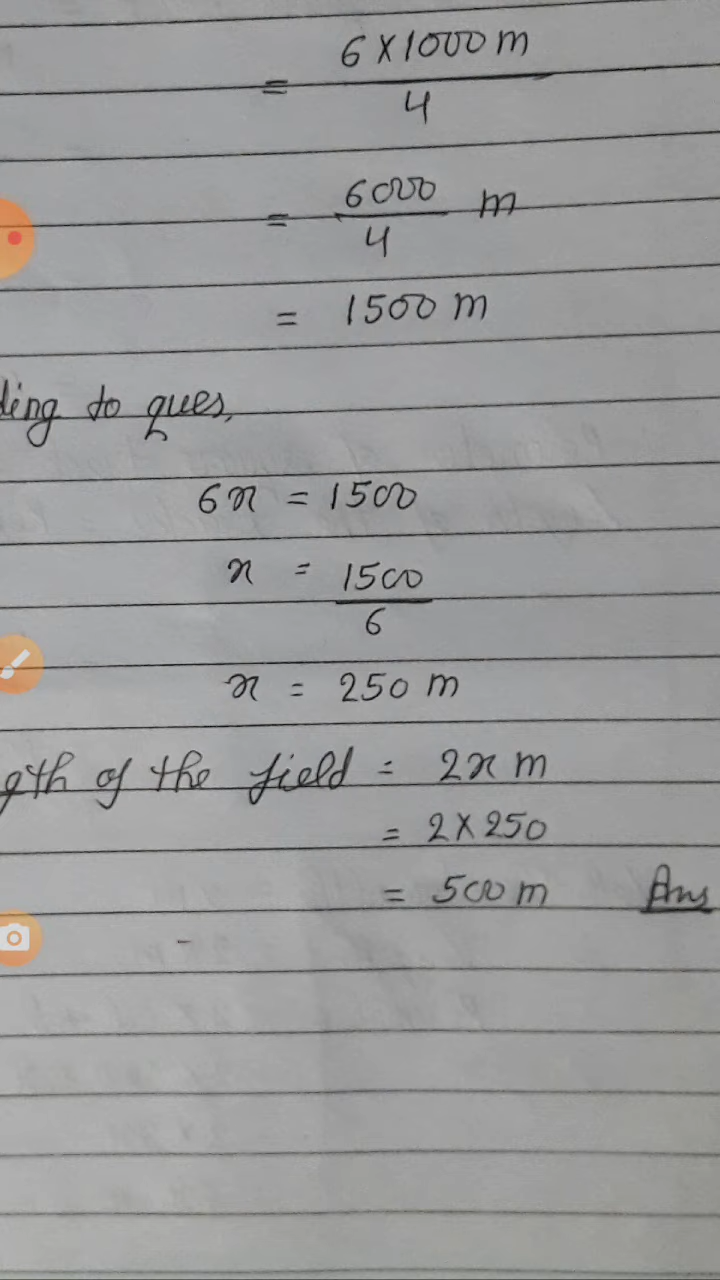 = 6 X 1000 m / 4
= 6000 / 4 m
= 1500 m
ding to ques,
6x = 1500
x = 1500 / 6
x = 250 m
gth of the field = 2x m
= 2 X 250
= 500 m Ans